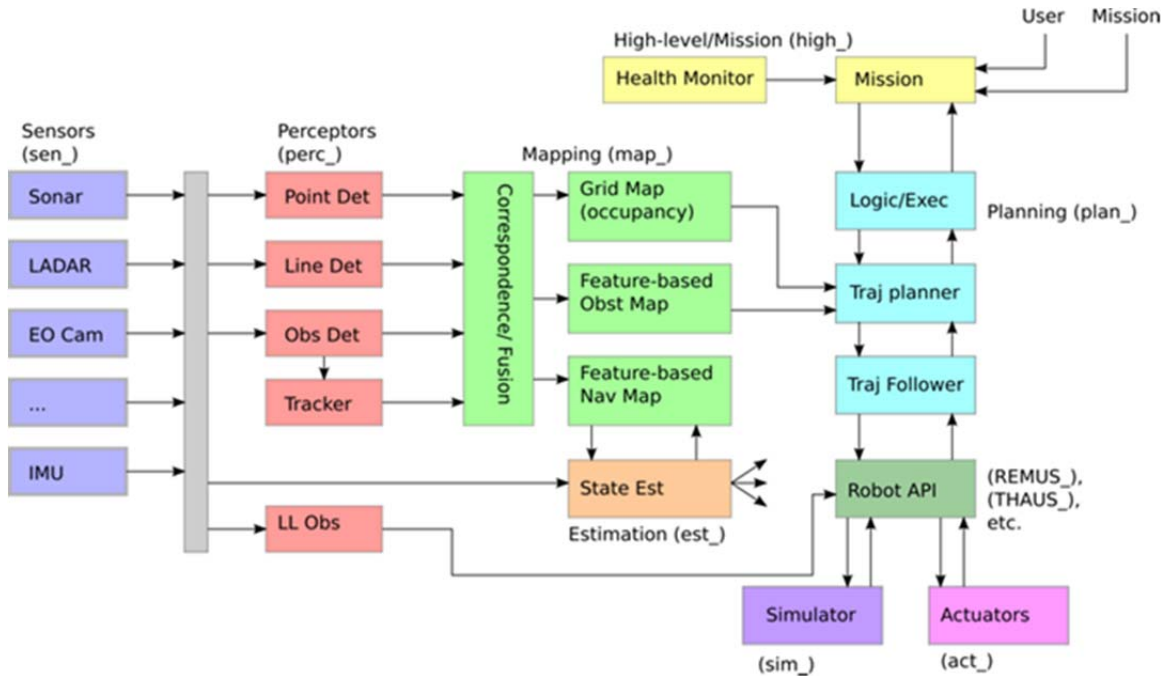 User
Mission
High-level/Mission (high_)
Health Monitor
Mission
Sensors
(sen_)
Perceptors
(perc_)
Mapping (map_)
Sonar
Point Det
Correspondence/ Fusion
Grid Map
(occupancy)
Logic/Exec
Planning (plan_)
LADAR
Line Det
Feature-based
Obst Map
Traj planner
EO Cam
Obs Det
Feature-based
Nav Map
Traj Follower
...
Tracker
IMU
State Est
Robot API
(REMUS_),
(THAUS_),
etc.
LL Obs
Estimation (est_)
Simulator
Actuators
(sim_)
(act_)